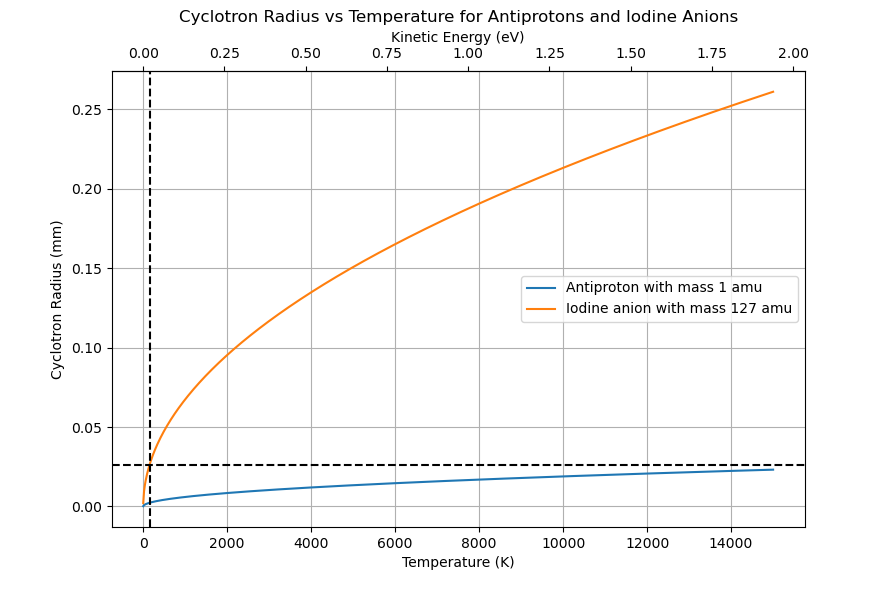 Cyclotron Radius vs Temperature for Antiprotons and Iodine Anions
Kinetic Energy (eV)
0.00 0.25 0.50 0.75 1.00 1.25 1.50 1.75 2.00
0.25
0.20
0.15
0.10
0.05
0.00
Cyclotron Radius (mm)
Antiproton with mass 1 amu
Iodine anion with mass 127 amu
0 2000 4000 6000 8000 10000 12000 14000
Temperature (K)